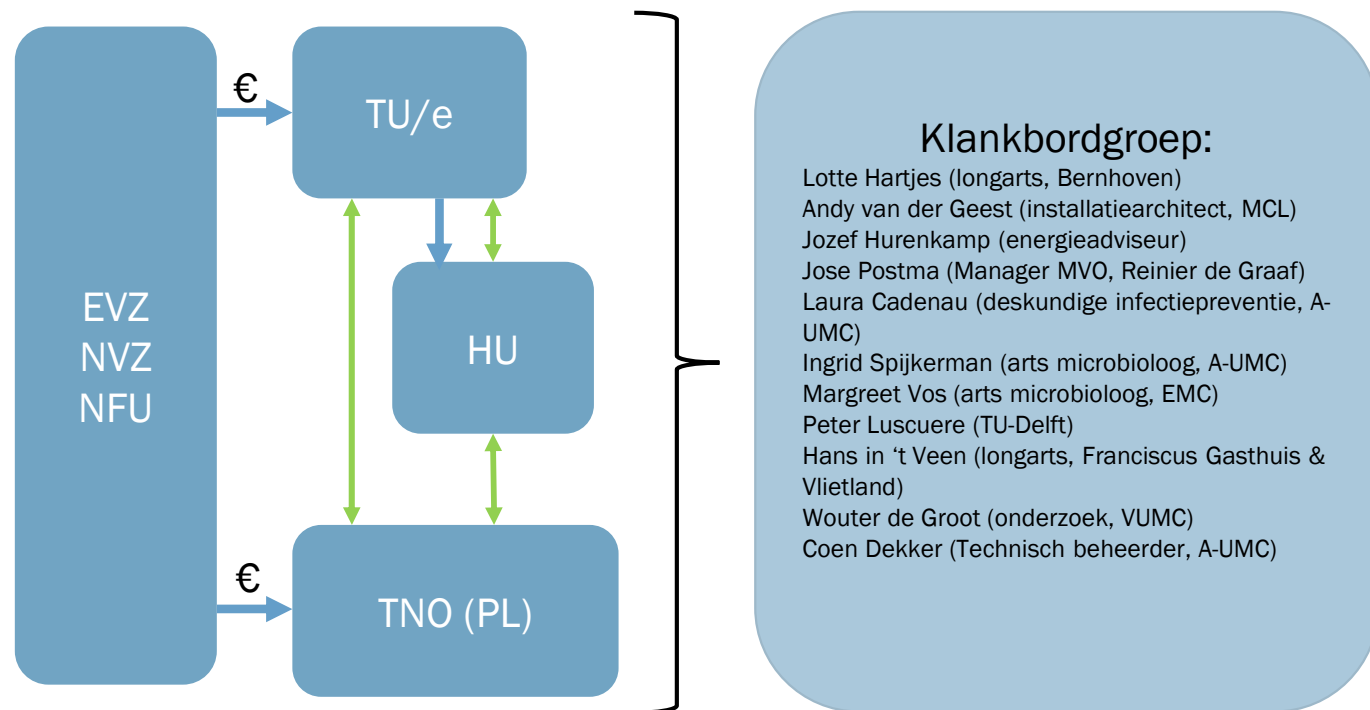 EVZ
NVZ
NFU
€
TU/e
HU
€
TNO (PL)
Klankbordgroep:
Lotte Hartjes (longarts, Bernhoven)
Andy van der Geest (installatiearchitect, MCL)
Jozef Hurenkamp (energieadviseur)
Jose Postma (Manager MVO, Reinier de Graaf)
Laura Cadenau (deskundige infectiepreventie, A-
UMC)
Ingrid Spijkerman (arts microbioloog, A-UMC)
Margreet Vos (arts microbioloog, EMC)
Peter Luscuere (TU-Delft)
Hans in ‘t Veen (longarts, Franciscus Gasthuis &
Vlietland)
Wouter de Groot (onderzoek, VUMC)
Coen Dekker (Technisch beheerder, A-UMC)